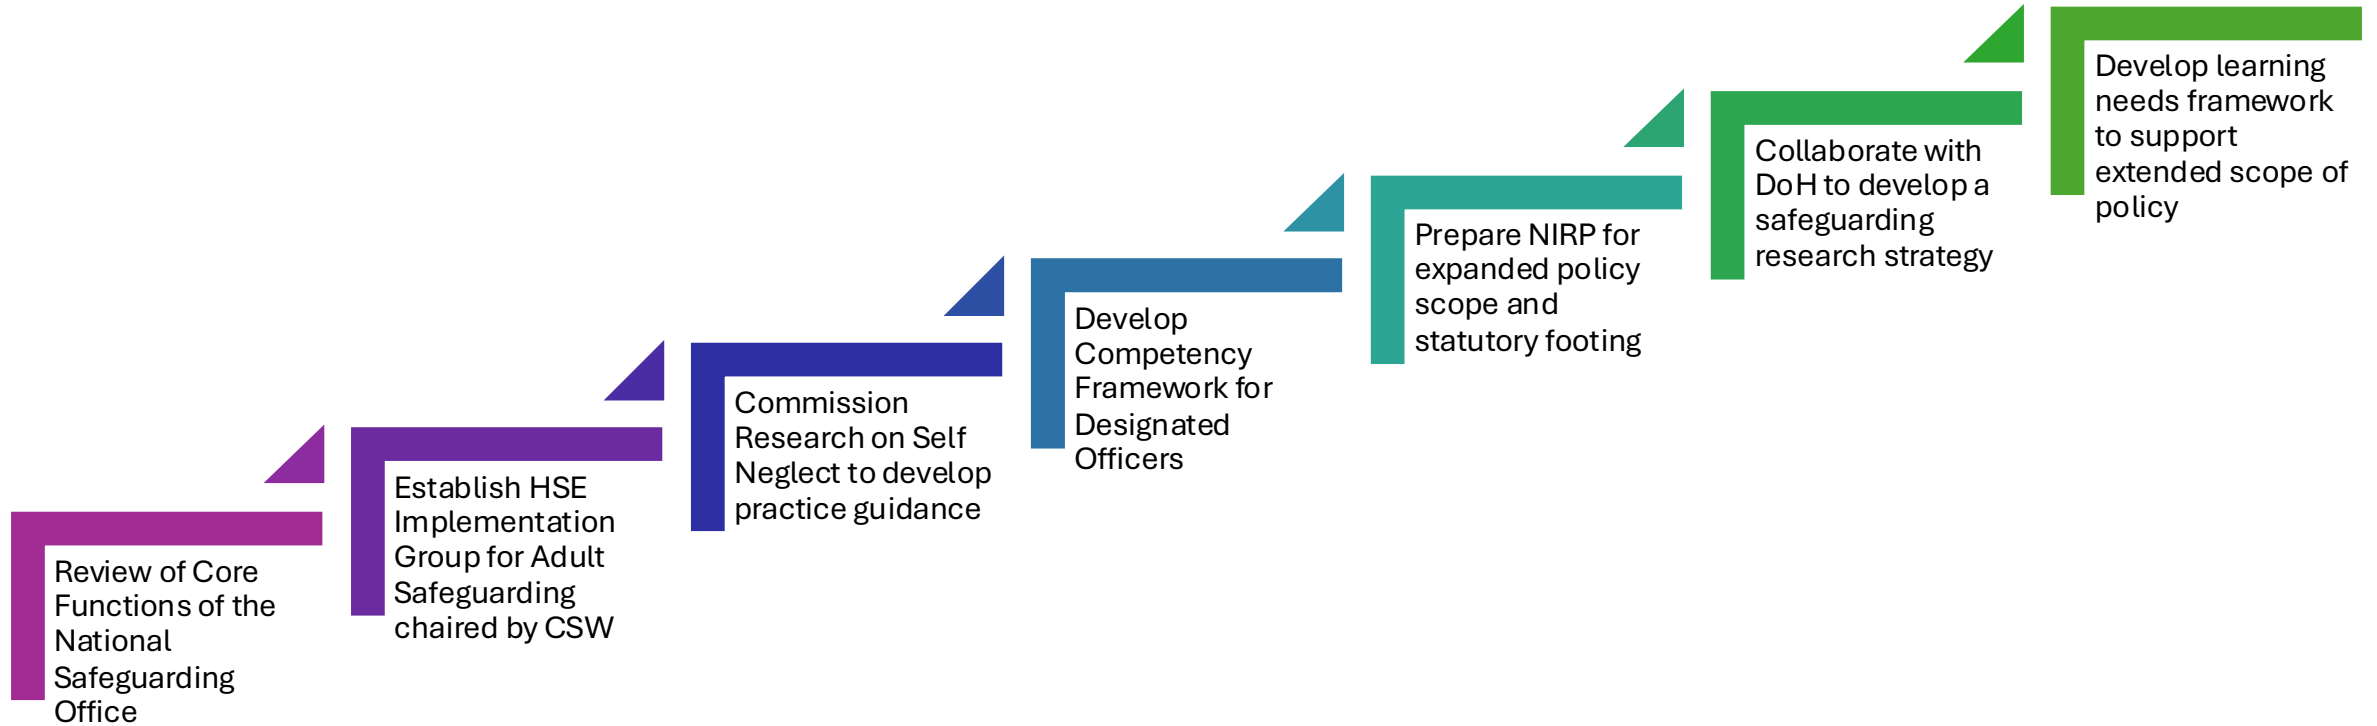 Review of Core
Functions of the
National
Safeguarding
Office
Establish HSE
Implementation
Group for Adult
Safeguarding
chaired by CSW
Commission
Research on Self
Neglect to develop
practice guidance
Develop
Competency
Framework for
Designated
Officers
Prepare NIRP for
expanded policy
scope and
statutory footing
Collaborate with
DoH to develop a
safeguarding
research strategy
Develop learning
needs framework
to support
extended scope of
policy